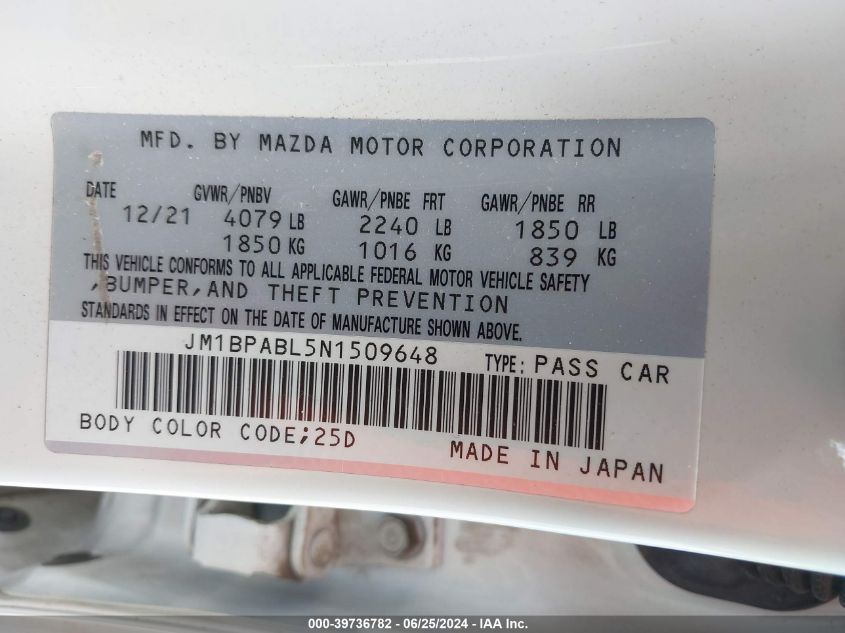 MFD. BY MAZDA MOTOR CORPORATION
DATE GVWR/PNBV GAWR/PNBE FRT GAWR/PNBE RR
12/21 4079 LB 2240 LB 1850 LB
1850 KG 1016 KG 839 KG
THIS VEHICLE CONFORMS TO ALL APPLICABLE FEDERAL MOTOR VEHICLE SAFETY
,BUMPER,AND THEFT PREVENTION
STANDARDS IN EFFECT ON THE DATE OF MANUFACTURE SHOWN ABOVE.
JM1BPABL5N1509648 TYPE: PASS CAR
BODY COLOR CODE;25D
MADE IN JAPAN
000-39736782 - 06/25/2024 - IAA Inc.